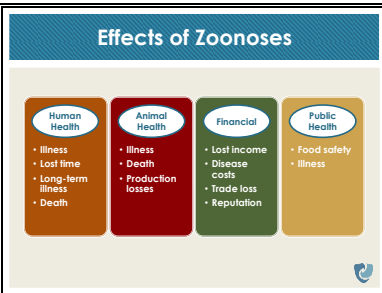 Effects of Zoonoses
Human
Health
• Illness
• Lost time
• Long-term
illness
• Death
Animal
Health
• Illness
• Death
• Production
losses
Financial
• Lost income
• Disease
costs
• Trade loss
• Reputation
Public
Health
• Food safety
• Illness